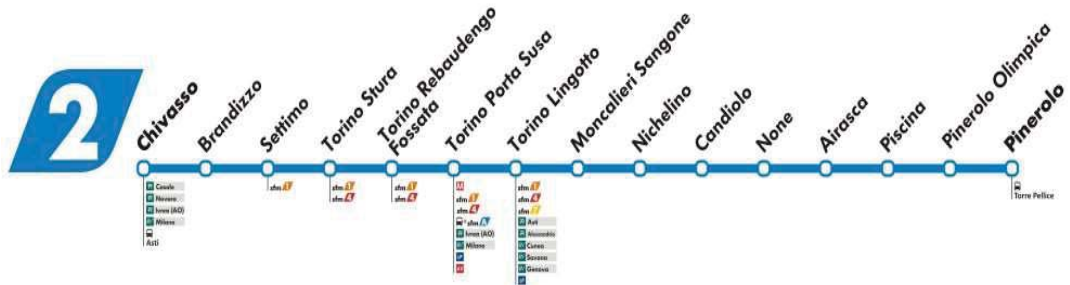 2
Chivasso
Brandizzo
Settimo
Torino Stura
Torino Rebaudengo
Fossata
Torino Porta Susa
Torino Lingotto
Moncalieri Sangone
Nichelino
Candiolo
None
Airasca
Piscina
Pinerolo Olimpica
Pinerolo
Casale
Novara
Ivrea (AO)
Milano
Asti
sfm 1
sfm 1
sfm 4
sfm 1
sfm 4
M
sfm 1
sfm 4
sfm A
Ivrea (AO)
Milano
sfm 1
sfm 4
sfm 7
Asti
Alessandria
Cuneo
Savona
Genova
Torre Pellice